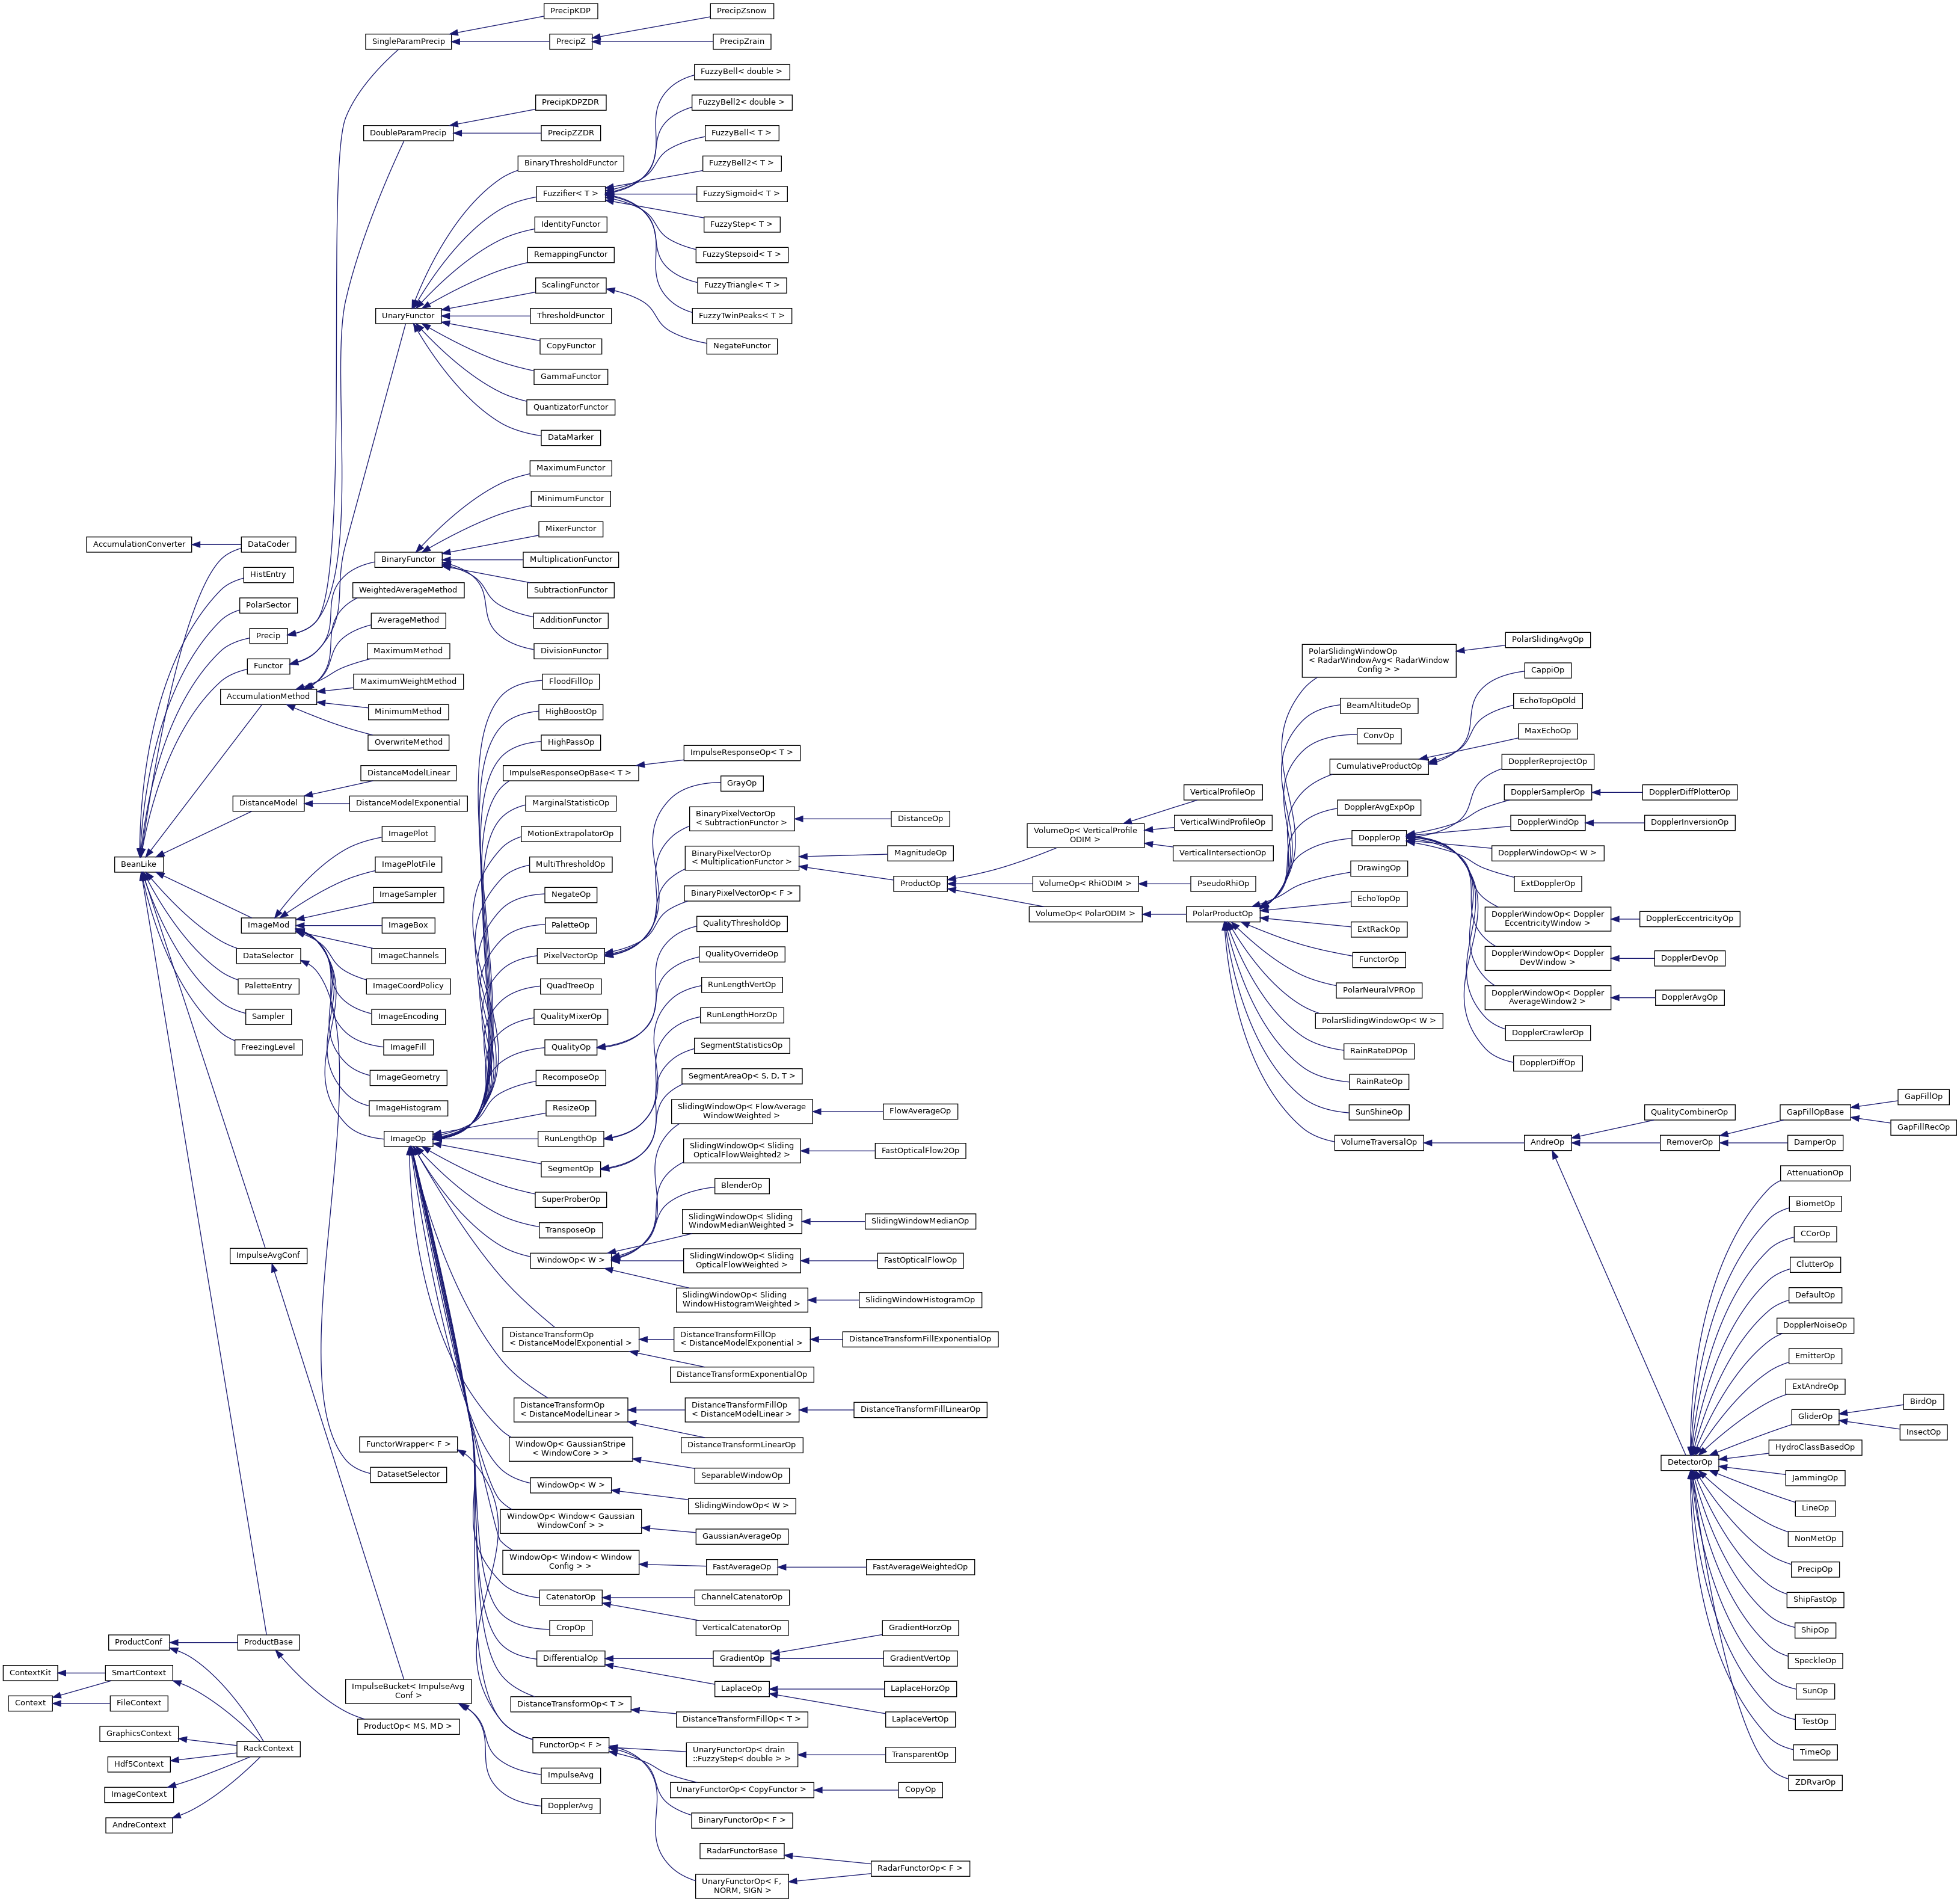 PrecipKDP
PrecipZsnow
SingleParamPrecip
PrecipZ
PrecipZrain
FuzzyBell< double >
PrecipKDPZDR
FuzzyBell2< double >
DoubleParamPrecip
PrecipZZDR
FuzzyBell< T >
BinaryThresholdFunctor
FuzzyBell2< T >
Fuzzifier< T >
FuzzySigmoid< T >
IdentityFunctor
FuzzyStep< T >
RemappingFunctor
FuzzyStepsoid< T >
ScalingFunctor
FuzzyTriangle< T >
UnaryFunctor
ThresholdFunctor
FuzzyTwinPeaks< T >
CopyFunctor
NegateFunctor
GammaFunctor
QuantizatorFunctor
DataMarker
MaximumFunctor
MinimumFunctor
MixerFunctor
AccumulationConverter
DataCoder
BinaryFunctor
MultiplicationFunctor
HistEntry
WeightedAverageMethod
SubtractionFunctor
PolarSector
AverageMethod
AdditionFunctor
Precip
MaximumMethod
DivisionFunctor
Functor
MaximumWeightMethod
AccumulationMethod
MinimumMethod
OverwriteMethod
DistanceModelLinear
DistanceModel
DistanceModelExponential
BeanLike
ImagePlot
ImagePlotFile
ImageSampler
ImageMod
ImageBox
DataSelector
ImageChannels
PaletteEntry
ImageCoordPolicy
Sampler
ImageEncoding
FreezingLevel
ImageFill
ImageGeometry
ImageHistogram
ImageOp
FloodFillOp
HighBoostOp
HighPassOp
ImpulseResponseOpBase< T >
ImpulseResponseOp< T >
MarginalStatisticOp
GrayOp
MotionExtrapolatorOp
BinaryPixelVectorOp
< SubtractionFunctor >
DistanceOp
MultiThresholdOp
BinaryPixelVectorOp
< MultiplicationFunctor >
MagnitudeOp
NegateOp
BinaryPixelVectorOp< F >
ProductOp
PaletteOp
QualityThresholdOp
PixelVectorOp
QualityOverrideOp
QuadTreeOp
RunLengthVertOp
QualityMixerOp
RunLengthHorzOp
QualityOp
SegmentStatisticsOp
RecomposeOp
SegmentAreaOp< S, D, T >
ResizeOp
SlidingWindowOp< FlowAverage
WindowWeighted >
FlowAverageOp
RunLengthOp
SlidingWindowOp< Sliding
OpticalFlowWeighted2 >
FastOpticalFlow2Op
SegmentOp
BlenderOp
SuperProberOp
SlidingWindowOp< Sliding
WindowMedianWeighted >
SlidingWindowMedianOp
TransposeOp
WindowOp< W >
SlidingWindowOp< Sliding
OpticalFlowWeighted >
FastOpticalFlowOp
SlidingWindowOp< Sliding
WindowHistogramWeighted >
SlidingWindowHistogramOp
DistanceTransformOp
< DistanceModelExponential >
DistanceTransformFillOp
< DistanceModelExponential >
DistanceTransformFillExponentialOp
DistanceTransformExponentialOp
DistanceTransformOp
< DistanceModelLinear >
DistanceTransformFillOp
< DistanceModelLinear >
DistanceTransformFillLinearOp
DistanceTransformLinearOp
WindowOp< GaussianStripe
< WindowCore > >
SeparableWindowOp
WindowOp< W >
SlidingWindowOp< W >
WindowOp< Window< Gaussian
WindowConf > >
GaussianAverageOp
WindowOp< Window< Window
Config > >
FastAverageOp
FastAverageWeightedOp
CatenatorOp
ChannelCatenatorOp
VerticalCatenatorOp
CropOp
DifferentialOp
GradientOp
GradientHorzOp
GradientVertOp
LaplaceOp
LaplaceHorzOp
LaplaceVertOp
DistanceTransformOp< T >
DistanceTransformFillOp< T >
FunctorOp< F >
UnaryFunctorOp< drain
::FuzzyStep< double > >
TransparentOp
UnaryFunctorOp< CopyFunctor >
CopyOp
BinaryFunctorOp< F >
RadarFunctorBase
RadarFunctorOp< F >
UnaryFunctorOp< F,
NORM, SIGN >
ImpulseAvg
DopplerAvg
ImpulseAvgConf
FunctorWrapper< F >
DatasetSelector
ImpulseBucket< ImpulseAvg
Conf >
ProductOp< MS, MD >
ProductConf
ProductBase
ContextKit
SmartContext
Context
FileContext
GraphicsContext
RackContext
Hdf5Context
ImageContext
AndreContext
VerticalProfileOp
VolumeOp< VerticalProfile
ODIM >
VerticalWindProfileOp
VerticalIntersectionOp
VolumeOp< RhiODIM >
PseudoRhiOp
VolumeOp< PolarODIM >
PolarProductOp
PolarSlidingWindowOp
< RadarWindowAvg< RadarWindow
Config > >
PolarSlidingAvgOp
BeamAltitudeOp
CappiOp
ConvOp
EchoTopOpOld
CumulativeProductOp
MaxEchoOp
DopplerAvgExpOp
DopplerReprojectOp
DopplerOp
DopplerSamplerOp
DopplerDiffPlotterOp
DopplerWindOp
DopplerInversionOp
DrawingOp
DopplerWindowOp< W >
EchoTopOp
ExtDopplerOp
ExtRackOp
DopplerWindowOp< Doppler
EccentricityWindow >
DopplerEccentricityOp
FunctorOp
DopplerWindowOp< Doppler
DevWindow >
DopplerDevOp
PolarNeuralVPROp
DopplerWindowOp< Doppler
AverageWindow2 >
DopplerAvgOp
PolarSlidingWindowOp< W >
DopplerCrawlerOp
RainRateDPOp
DopplerDiffOp
RainRateOp
SunShineOp
VolumeTraversalOp
AndreOp
QualityCombinerOp
GapFillOpBase
GapFillOp
RemoverOp
GapFillRecOp
DamperOp
AttenuationOp
BiometOp
CCorOp
ClutterOp
DefaultOp
DopplerNoiseOp
EmitterOp
ExtAndreOp
GliderOp
BirdOp
InsectOp
HydroClassBasedOp
DetectorOp
JammingOp
LineOp
NonMetOp
PrecipOp
ShipFastOp
ShipOp
SpeckleOp
SunOp
TestOp
TimeOp
ZDRvarOp